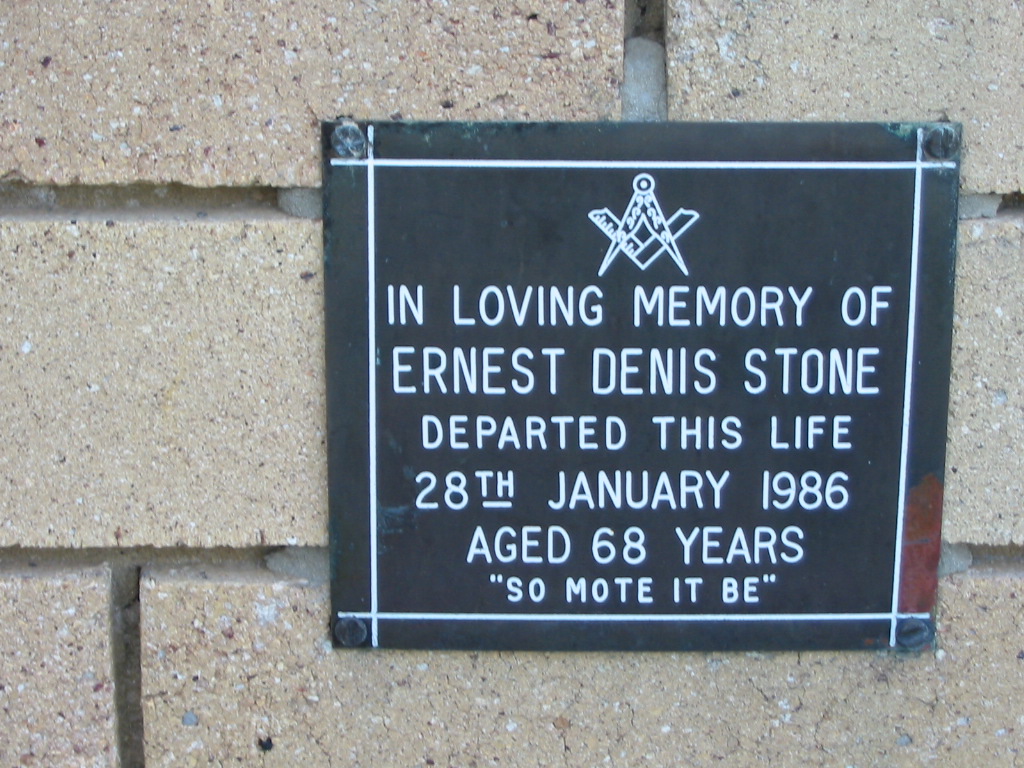 IN LOVING MEMORY OF
ERNEST DENIS STONE
DEPARTED THIS LIFE
28TH JANUARY 1986
AGED 68 YEARS
"SO MOTE IT BE"